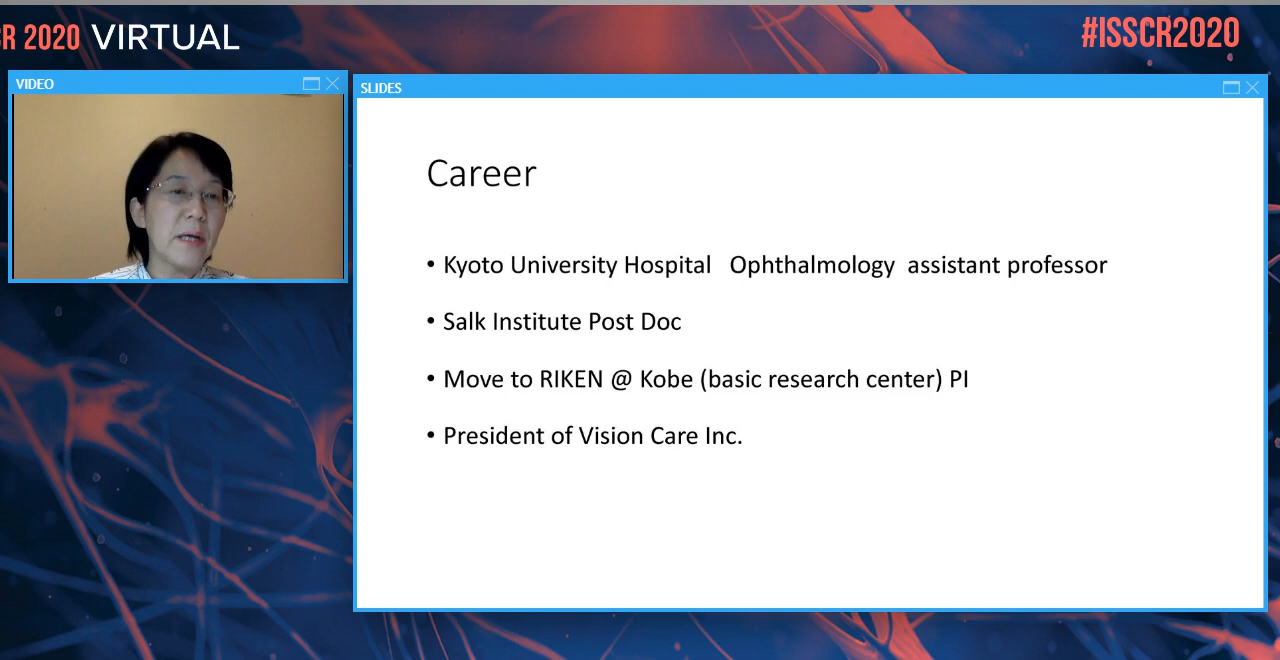 CR 2020 VIRTUAL
#ISSCR2020
VIDEO
SLIDES
Career
• Kyoto University Hospital Ophthalmology assistant professor
• Salk Institute Post Doc
• Move to RIKEN @ Kobe (basic research center) PI
• President of Vision Care Inc.